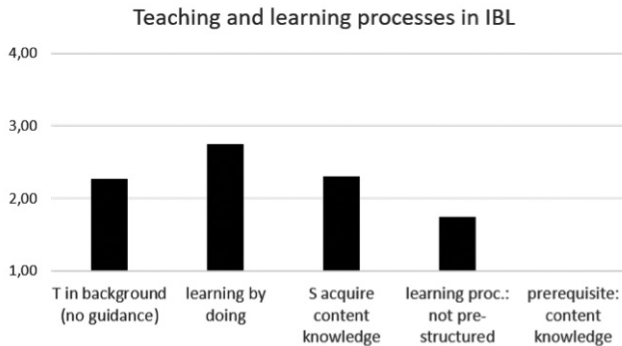 Teaching and learning processes in IBL
4,00
3,00
2,00
1,00
T in background
(no guidance)
learning by
doing
S acquire
content
knowledge
learning proc.:
not pre-
structured
prerequisite:
content
knowledge